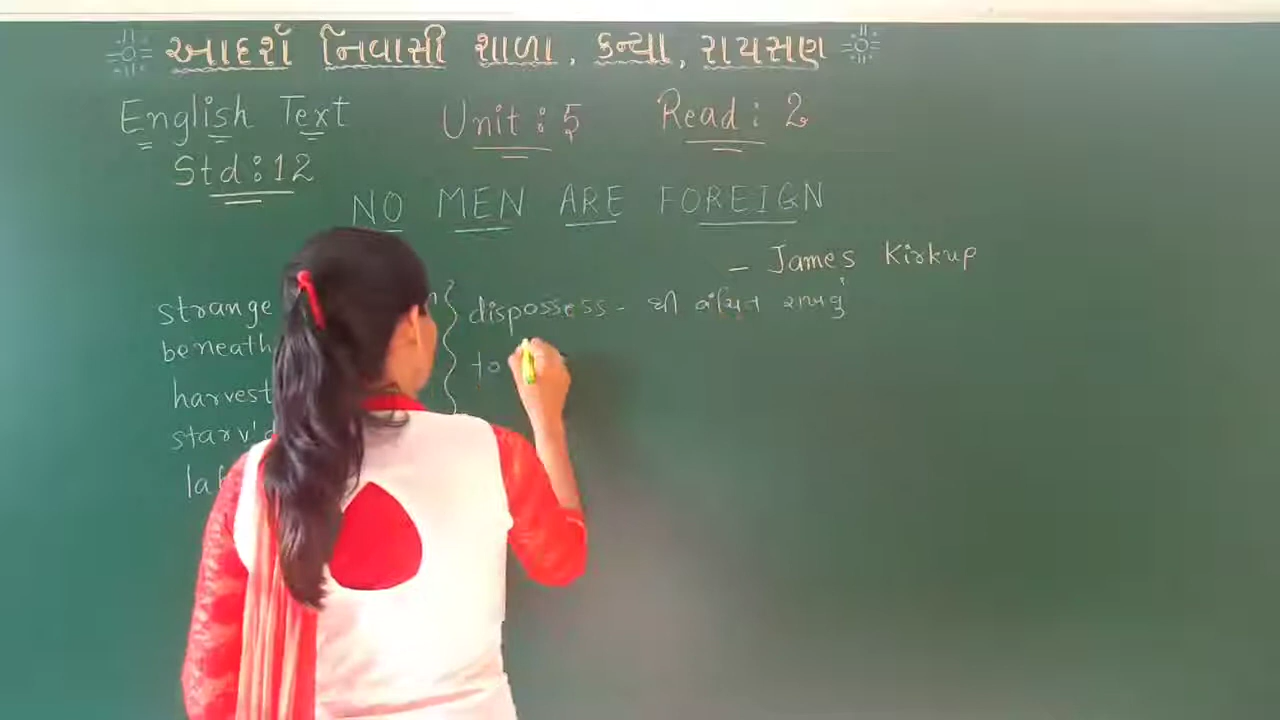 આદર્શ નિવાસી શાળા, કન્યા, રાયસણ
English Text Unit : 5 Read : 2
Std : 12
NO MEN ARE FOREIGN
- James Kirkup
strange
beneath
harvest
starv'd
dispossess - થી વંચિત રાખવું
to